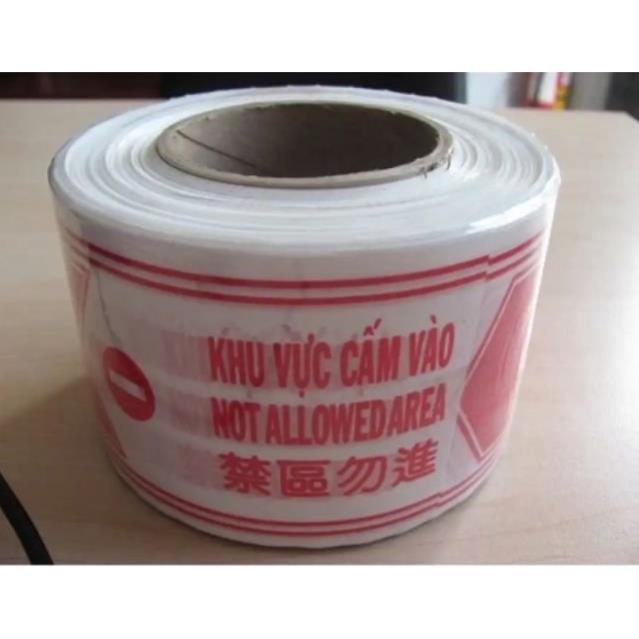 KHU VỰC CẤM VÀO
NOT ALLOWED AREA
禁區勿進